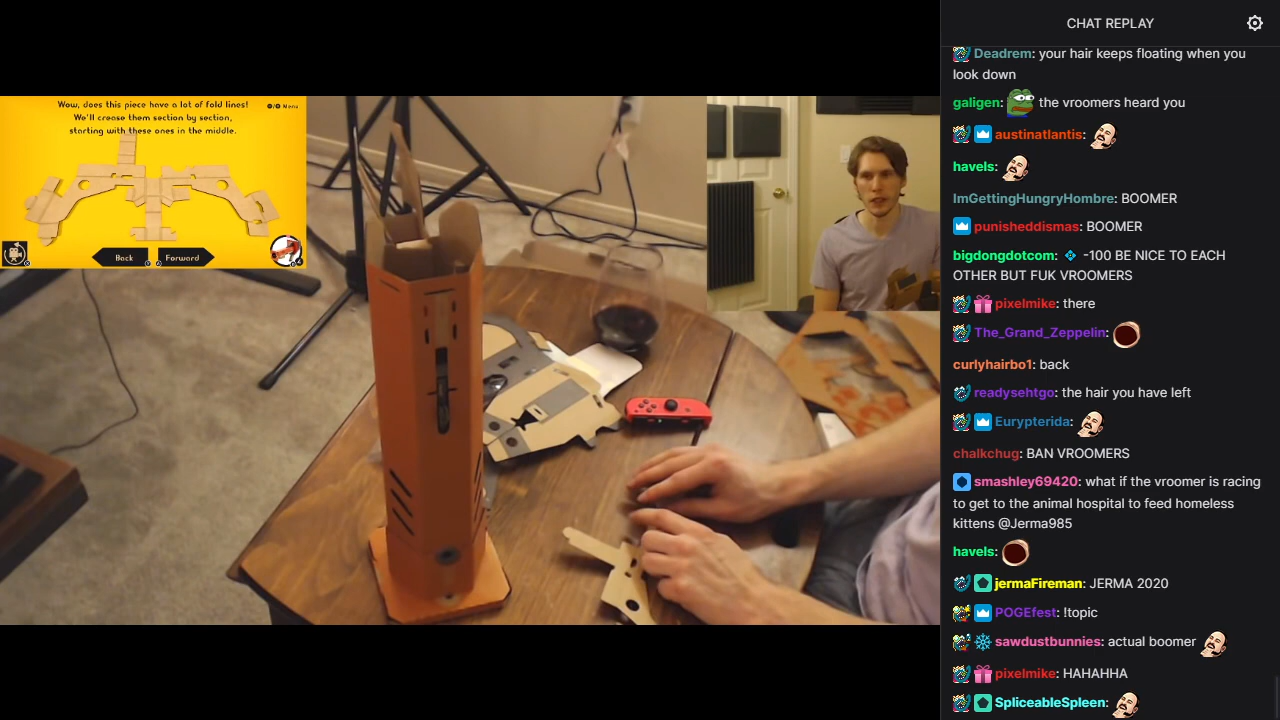 Wow, does this piece have a lot of fold lines!
We'll crease them section by section,
starting with these ones in the middle.
Menu
Back
Forward
CHAT REPLAY
Deadrem: your hair keeps floating when you
look down
galigen: the vroomers heard you
austinatlantis:
havels:
ImGettingHungryHombre: BOOMER
punisheddismas: BOOMER
bigdongdotcom: -100 BE NICE TO EACH
OTHER BUT FUK VROOMERS
pixelmike: there
The_Grand_Zeppelin:
curlyhairbo1: back
readysehtgo: the hair you have left
Eurypterida:
chalkchug: BAN VROOMERS
smashley69420: what if the vroomer is racing
to get to the animal hospital to feed homeless
kittens @Jerma985
havels:
jermaFireman: JERMA 2020
POGEfest: !topic
sawdustbunnies: actual boomer
pixelmike: HAHAHHA
SpliceableSpleen: